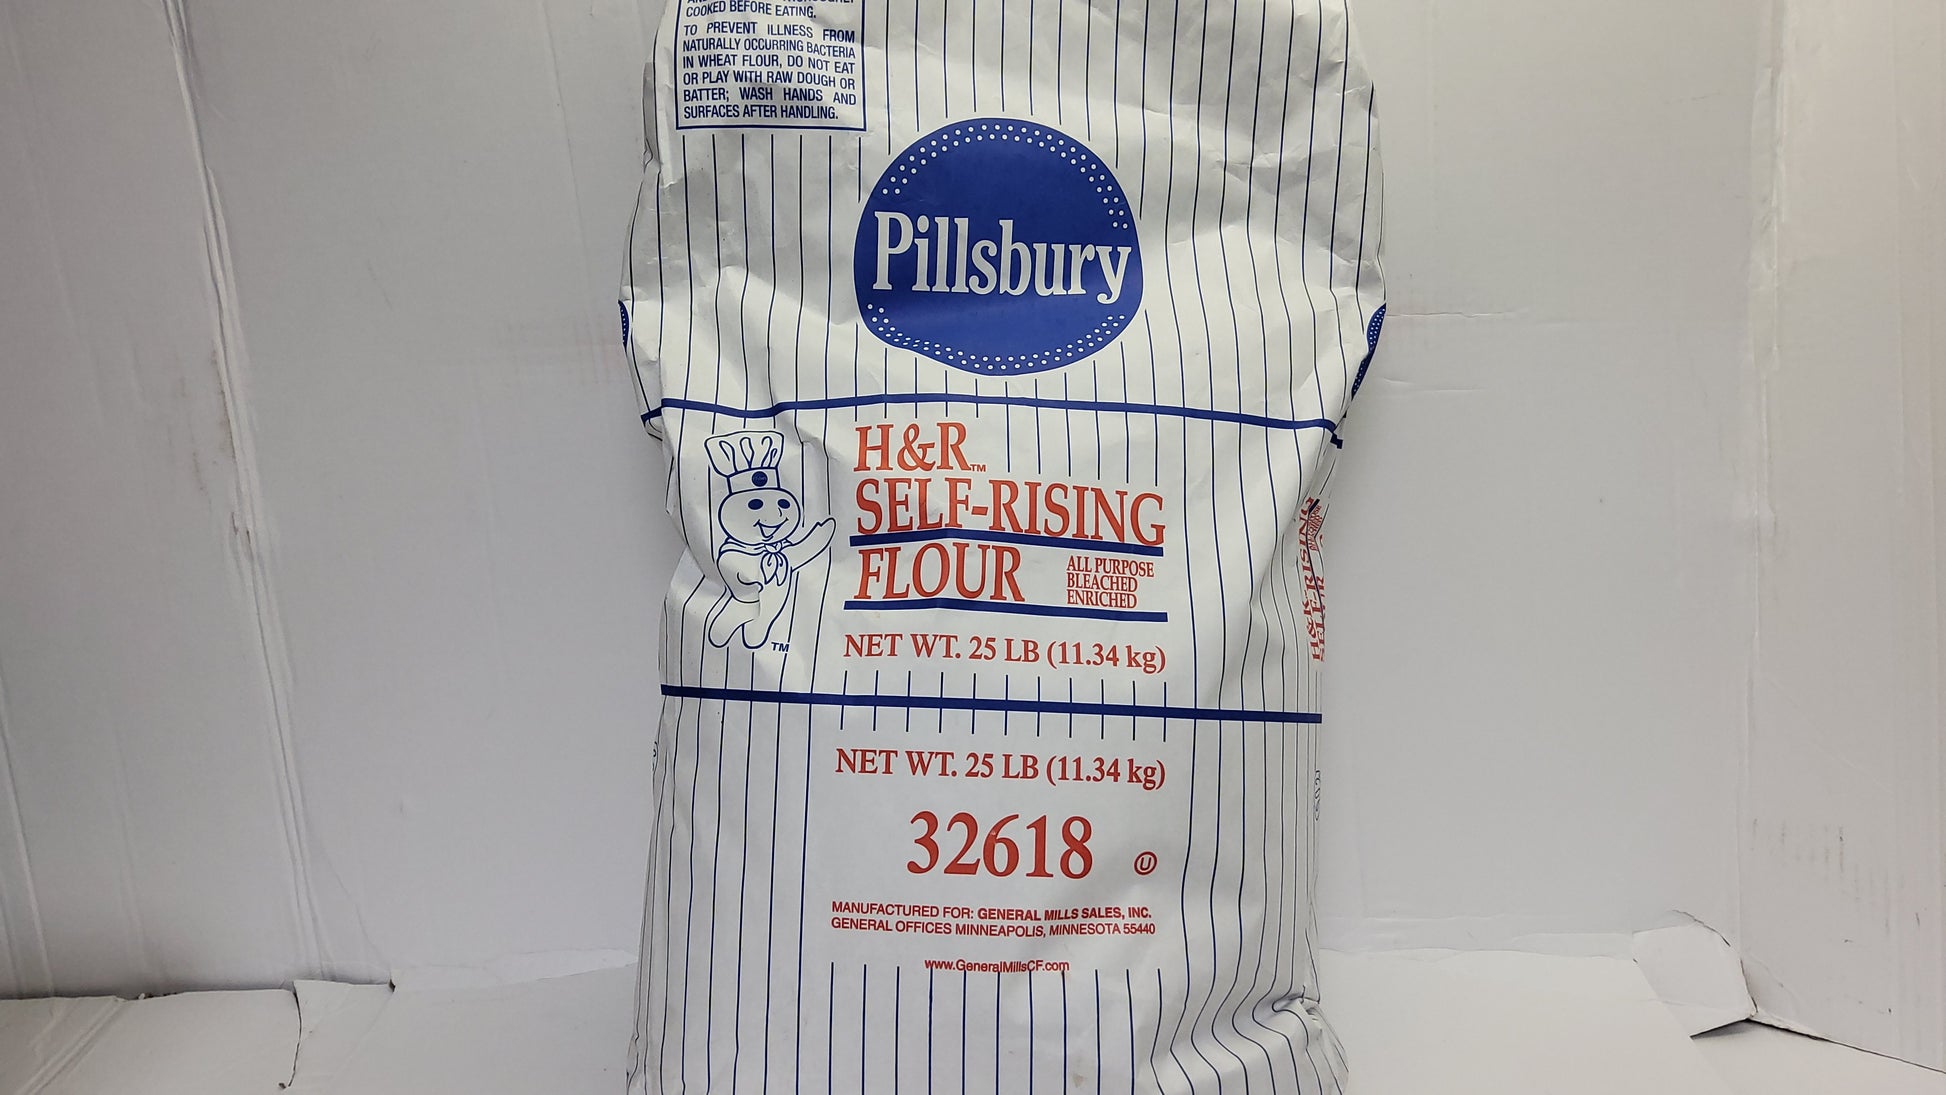 COOKED BEFORE EATING.
TO PREVENT ILLNESS FROM
NATURALLY OCCURRING BACTERIA
IN WHEAT FLOUR, DO NOT EAT
OR PLAY WITH RAW DOUGH OR
BATTER; WASH HANDS AND
SURFACES AFTER HANDLING.
Pillsbury
H&R™
SELF-RISING
FLOUR
ALL PURPOSE
BLEACHED
ENRICHED
TM
NET WT. 25 LB (11.34 kg)
NET WT. 25 LB (11.34 kg)
32618
U
MANUFACTURED FOR: GENERAL MILLS SALES, INC.
GENERAL OFFICES MINNEAPOLIS, MINNESOTA 55440
www.GeneralMillsCF.com
H&R
SELF-RISING